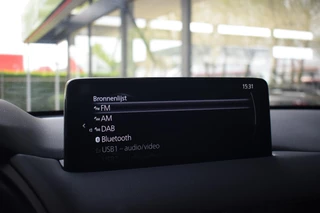 15:31
Bronnenlijst
FM
AM
DAB
Bluetooth
USB1 - audio/video